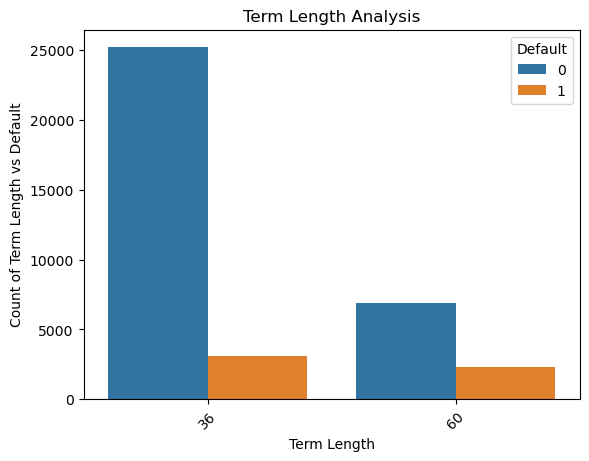 Term Length Analysis
Default
0
1
Count of Term Length vs Default
25000
20000
15000
10000
5000
0
36
60
Term Length